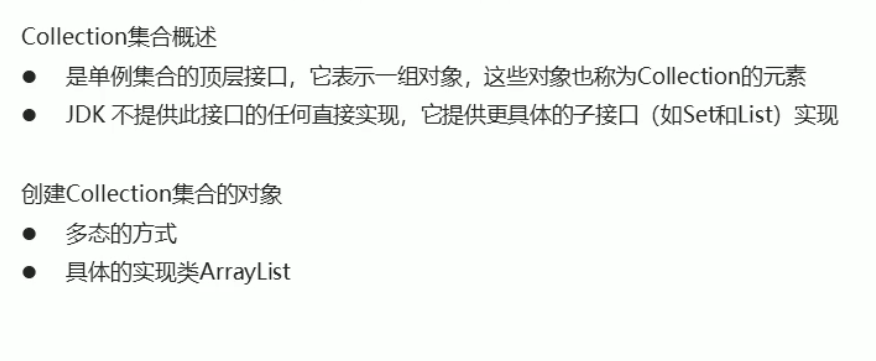 Collection集合概述
● 是单例集合的顶层接口，它表示一组对象，这些对象也称为Collection的元素
● JDK 不提供此接口的任何直接实现，它提供更具体的子接口（如Set和List）实现
创建Collection集合的对象
● 多态的方式
● 具体的实现类ArrayList